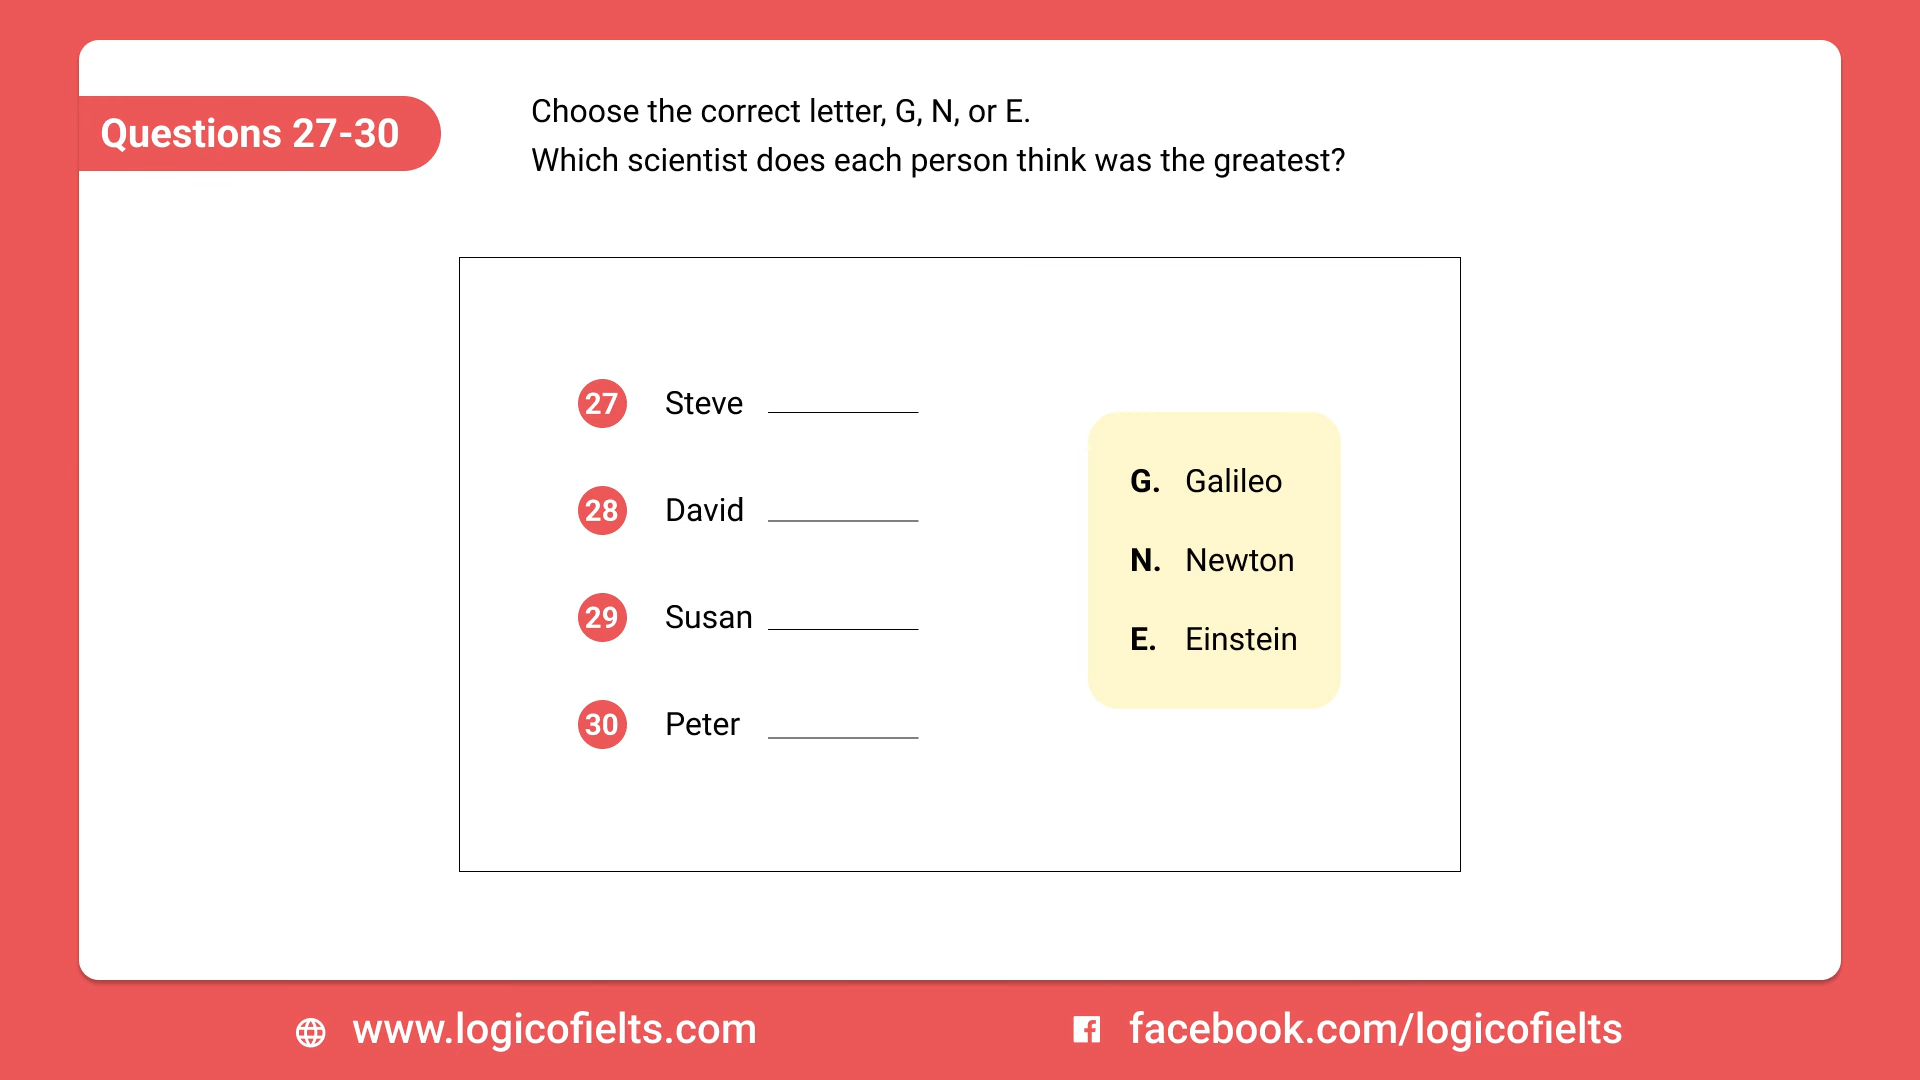 Questions 27-30
Choose the correct letter, G, N, or E.
Which scientist does each person think was the greatest?
27 Steve
28 David
29 Susan
30 Peter
G. Galileo
N. Newton
E. Einstein
www.logicofielts.com
facebook.com/logicofielts